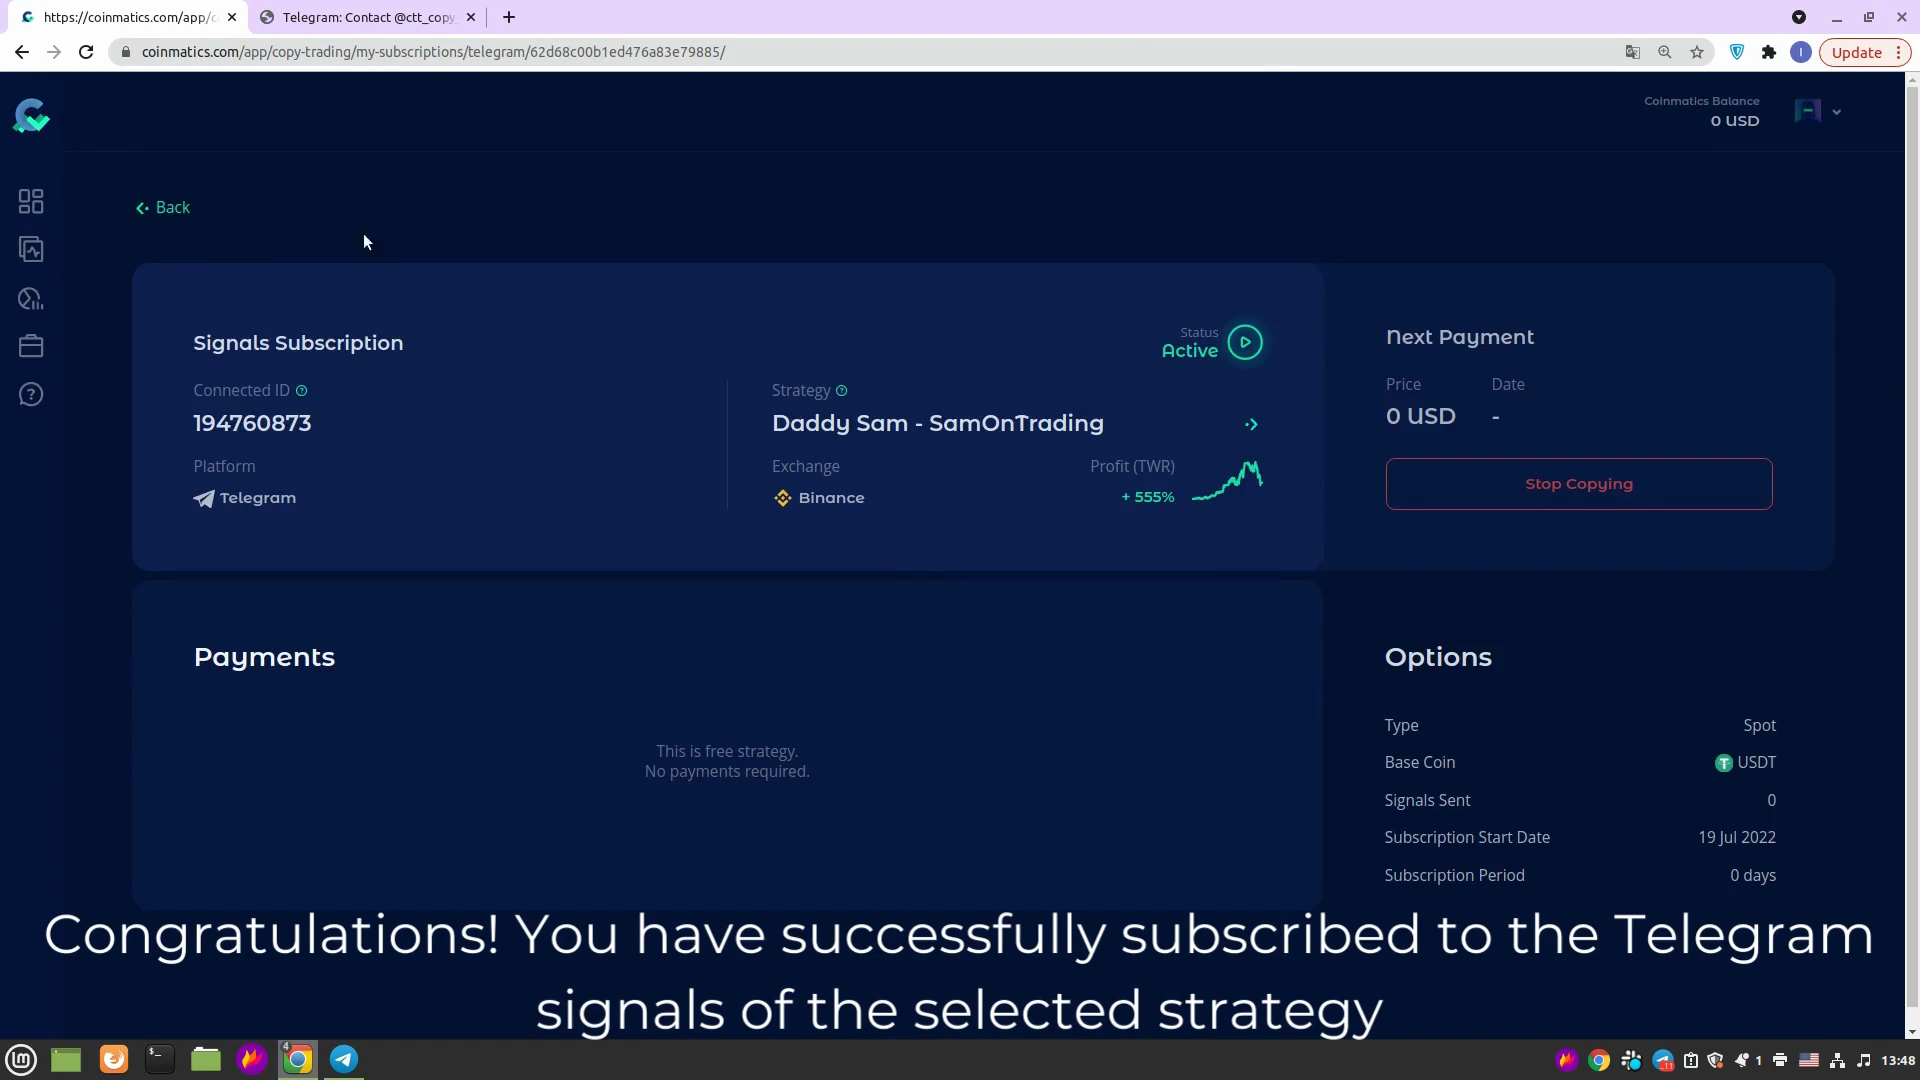 https://coinmatics.com/app/c
Telegram: Contact @ctt_copy
coinmatics.com/app/copy-trading/my-subscriptions/telegram/62d68c00b1ed476a83e79885/
I
Update
Coinmatics Balance
0 USD
Back
Signals Subscription
Status
Active
Connected ID
194760873
Platform
Telegram
Strategy
Daddy Sam - SamOnTrading
Exchange
Binance
Profit (TWR)
+ 555%
Next Payment
Price
Date
0 USD
-
Stop Copying
Payments
This is free strategy.
No payments required.
Options
Type Spot
Base Coin USDT
Signals Sent 0
Subscription Start Date 19 Jul 2022
Subscription Period 0 days
Congratulations! You have successfully subscribed to the Telegram
signals of the selected strategy
4
11
1
13:48